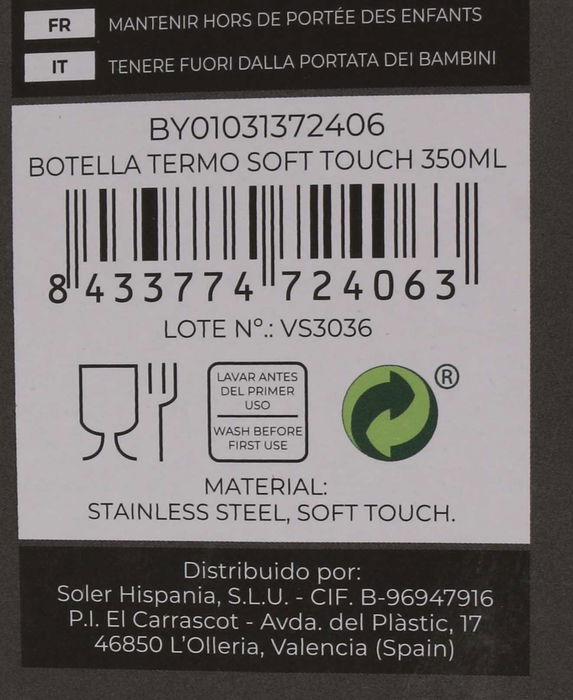 FR MANTENIR HORS DE PORTÉE DES ENFANTS
IT TENERE FUORI DALLA PORTATA DEI BAMBINI
BY01031372406
BOTELLA TERMO SOFT TOUCH 350ML
8 433774 724063
LOTE Nº.: VS3036
LAVAR ANTES
DEL PRIMER
USO
WASH BEFORE
FIRST USE
®
MATERIAL:
STAINLESS STEEL, SOFT TOUCH.
Distribuido por:
Soler Hispania, S.L.U. - CIF. B-96947916
P.I. El Carrascot - Avda. del Plàstic, 17
46850 L'Olleria, Valencia (Spain)